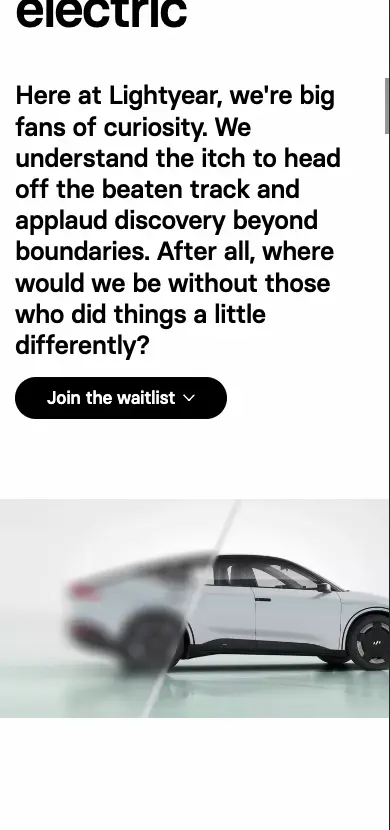 electric
Here at Lightyear, we're big
fans of curiosity. We
understand the itch to head
off the beaten track and
applaud discovery beyond
boundaries. After all, where
would we be without those
who did things a little
differently?
Join the waitlist